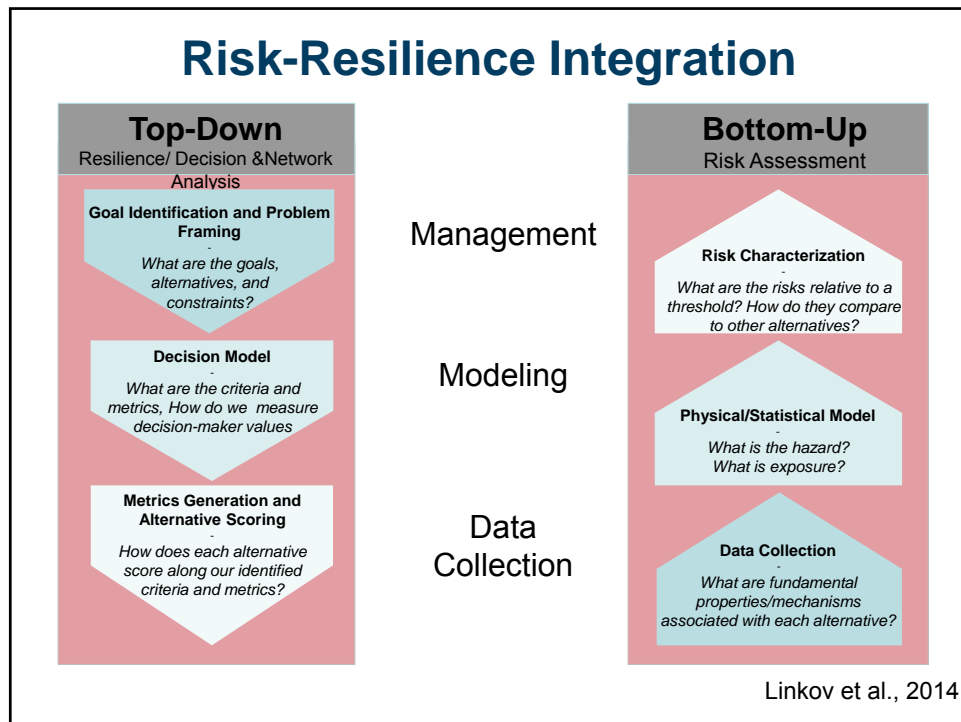 Risk-Resilience Integration
Top-Down
Resilience/ Decision &Network
Analysis
Goal Identification and Problem
Framing
-
What are the goals,
alternatives, and
constraints?
Decision Model
-
What are the criteria and
metrics, How do we measure
decision-maker values
Metrics Generation and
Alternative Scoring
-
How does each alternative
score along our identified
criteria and metrics?
Management
Modeling
Data
Collection
Bottom-Up
Risk Assessment
Risk Characterization
-
What are the risks relative to a
threshold? How do they compare
to other alternatives?
Physical/Statistical Model
-
What is the hazard?
What is exposure?
Data Collection
-
What are fundamental
properties/mechanisms
associated with each alternative?
Linkov et al., 2014